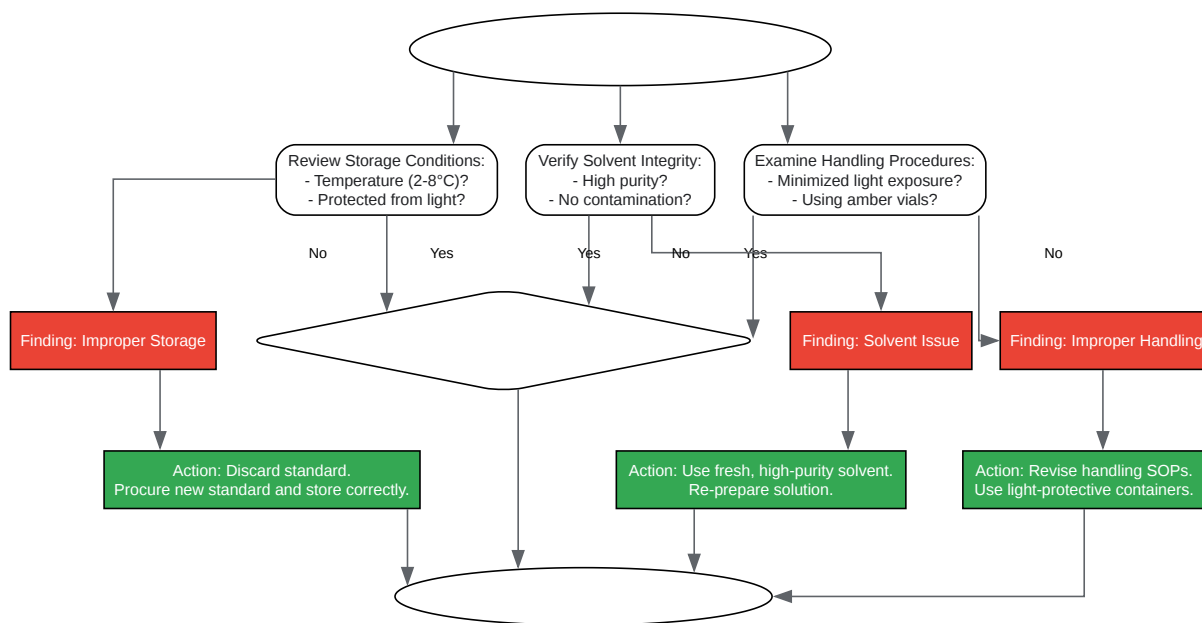 Review Storage Conditions:
- Temperature (2-8°C)?
- Protected from light?
Verify Solvent Integrity:
- High purity?
- No contamination?
Examine Handling Procedures:
- Minimized light exposure?
- Using amber vials?
No
Yes
Yes
No
Yes
No
Finding: Improper Storage
Finding: Solvent Issue
Finding: Improper Handling
Action: Discard standard.
Procure new standard and store correctly.
Action: Use fresh, high-purity solvent.
Re-prepare solution.
Action: Revise handling SOPs.
Use light-protective containers.